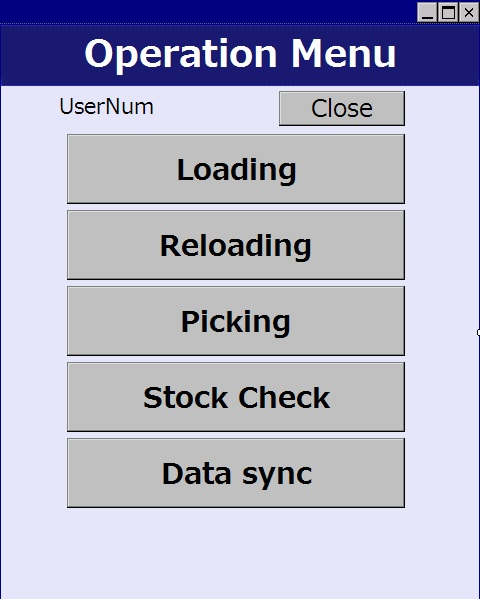 Operation Menu
UserNum
Close
Loading
Reloading
Picking
Stock Check
Data sync